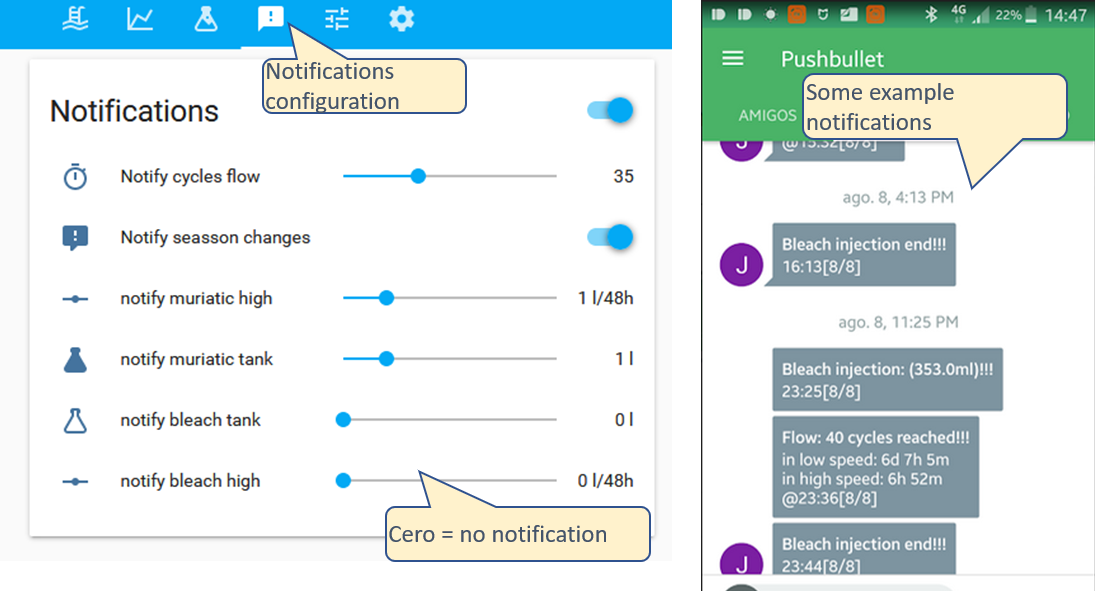 Notifications
configuration
Notifications
Notify cycles flow
35
Notify seasson changes
notify muriatic high
1 l/48h
notify muriatic tank
1 l
notify bleach tank
0 l
notify bleach high
0 l/48h
Cero = no notification
4G
22%
14:47
Pushbullet
Some example
notifications
AMIGOS
@15:32[8/8]
ago. 8, 4:13 PM
J
Bleach injection end!!!
16:13[8/8]
ago. 8, 11:25 PM
Bleach injection: (353.0ml)!!!
23:25[8/8]
Flow: 40 cycles reached!!!
in low speed: 6d 7h 5m
in high speed: 6h 52m
@23:36[8/8]
J
Bleach injection end!!!
23:44[8/8]